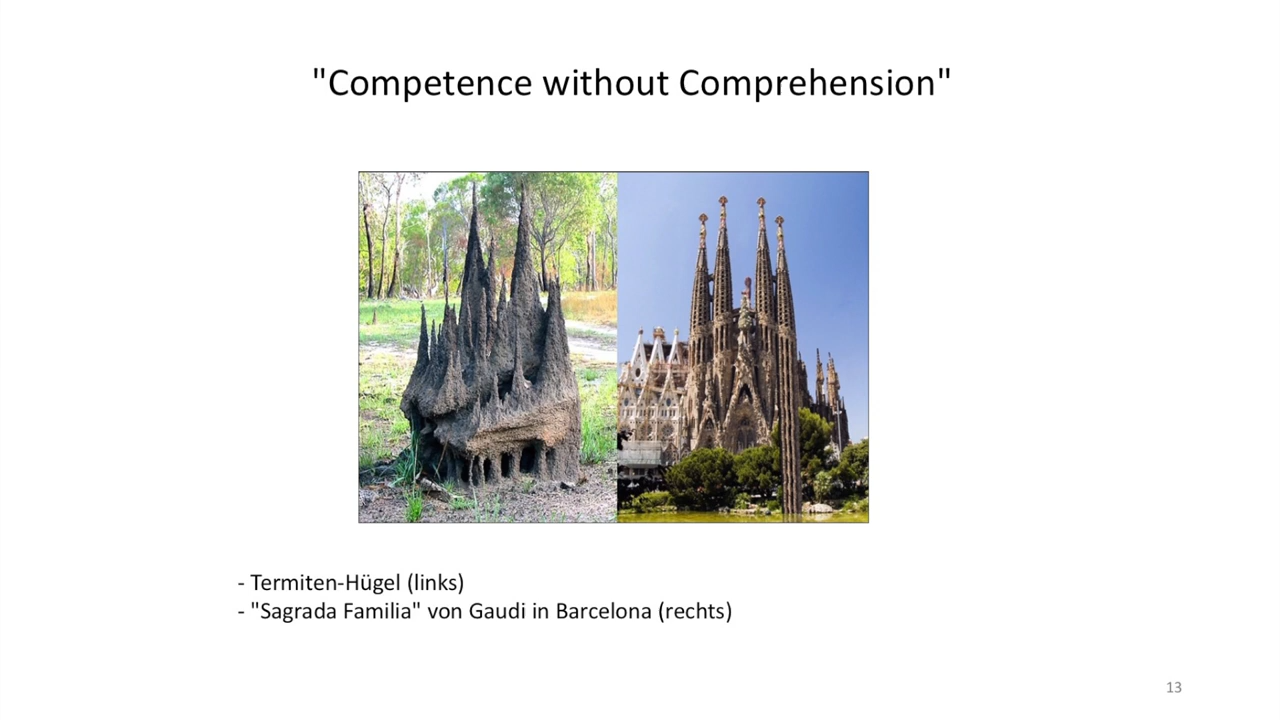 "Competence without Comprehension"
- Termiten-Hügel (links)
- "Sagrada Familia" von Gaudi in Barcelona (rechts)
13